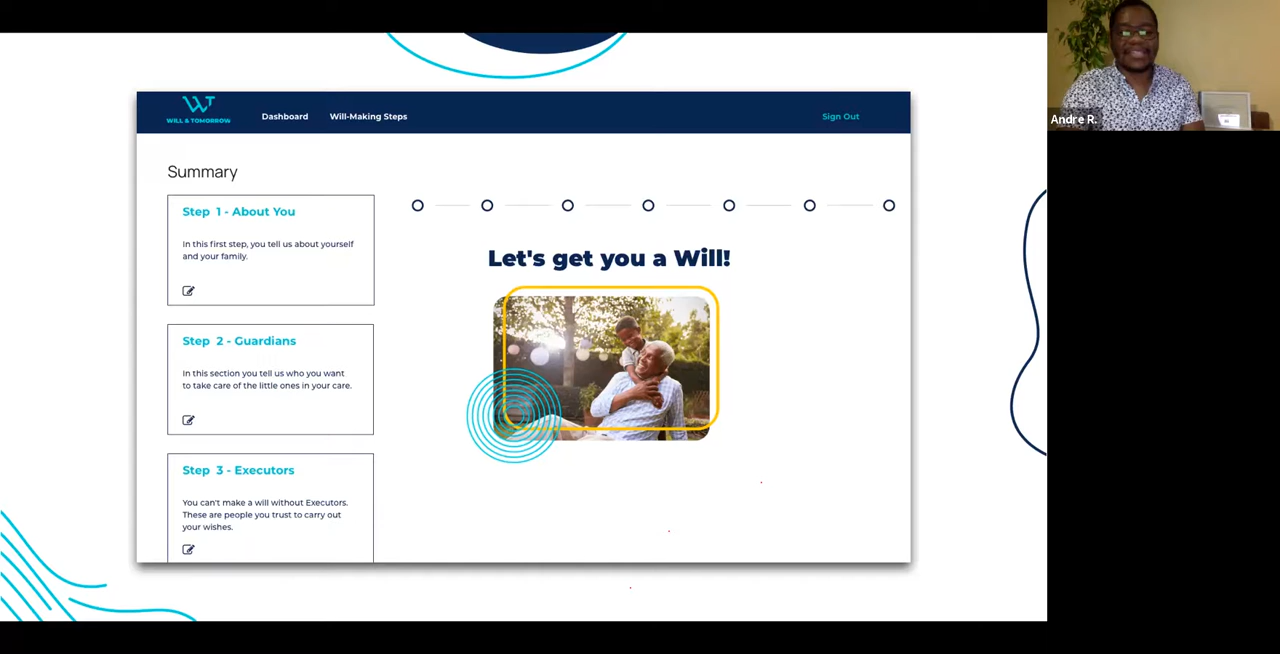 WT
WILL & TOMORROW
Dashboard
Will-Making Steps
Sign Out
Andre R.
Summary
Step 1 - About You
In this first step, you tell us about yourself
and your family.
Step 2 - Guardians
In this section you tell us who you want
to take care of the little ones in your care.
Step 3 - Executors
You can't make a will without Executors.
These are people you trust to carry out
your wishes.
Let's get you a Will!